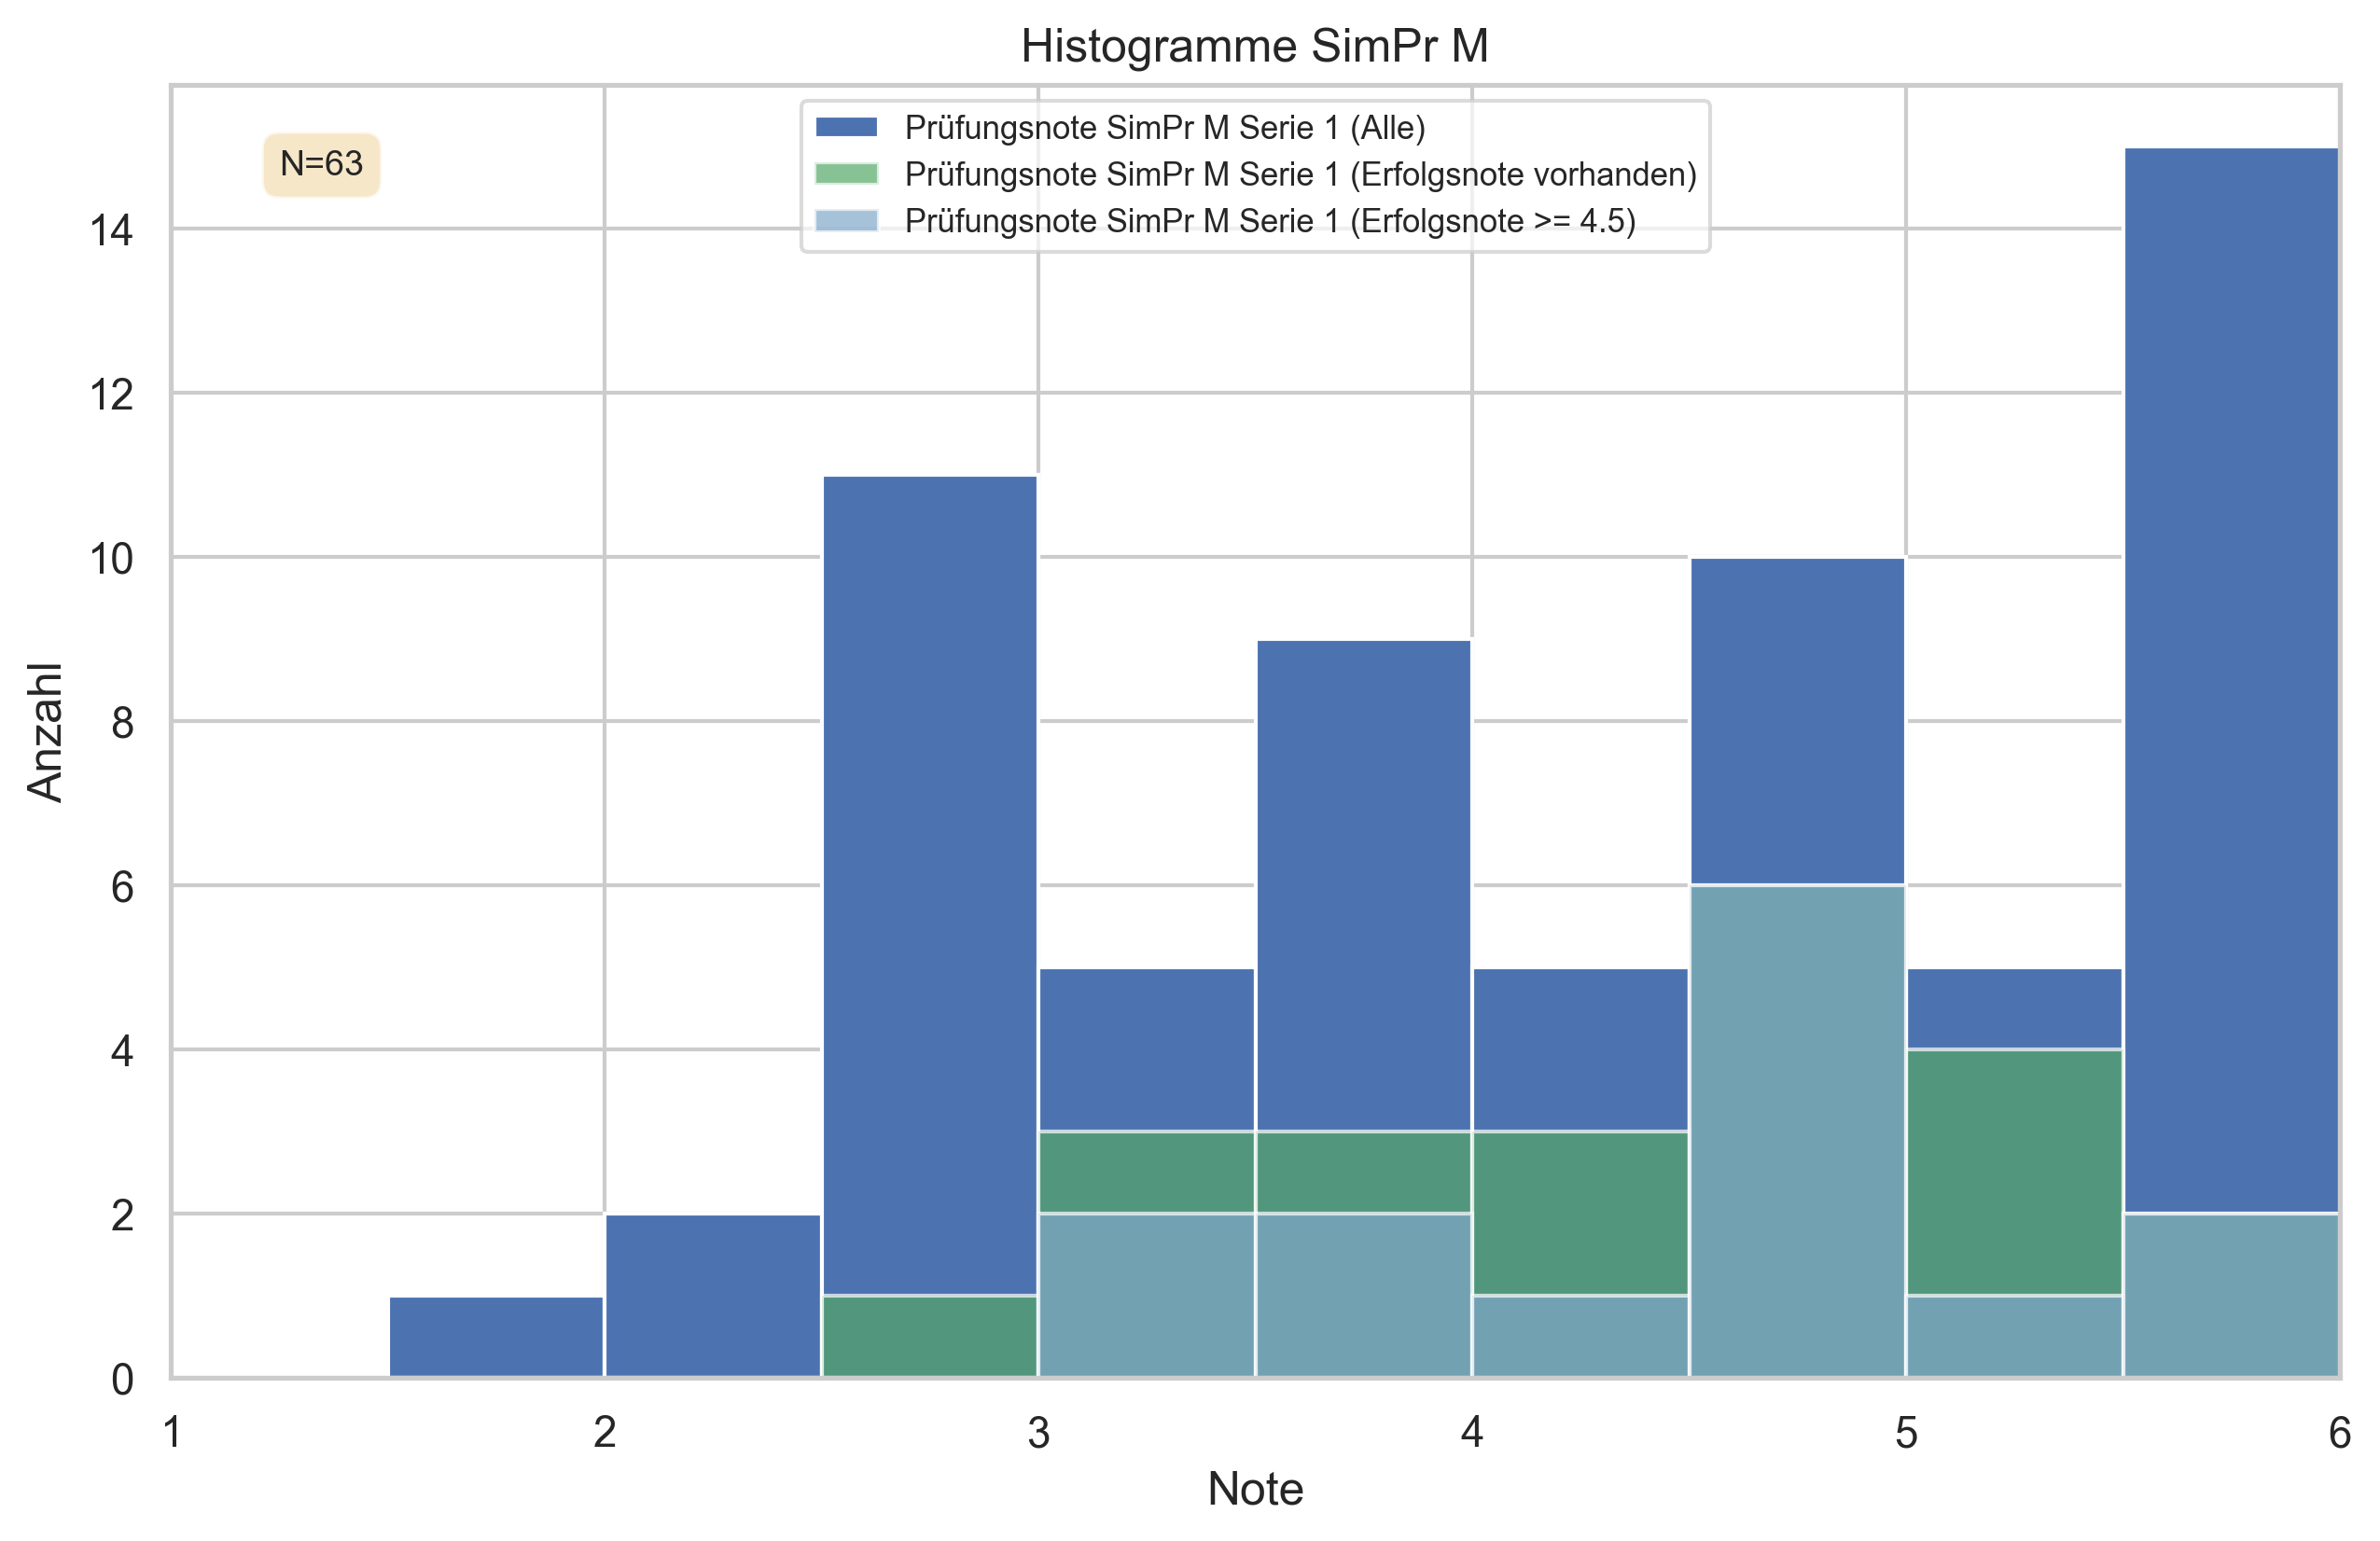 Histogramme SimPr M
N=63
Prüfungsnote SimPr M Serie 1 (Alle)
Prüfungsnote SimPr M Serie 1 (Erfolgsnote vorhanden)
Prüfungsnote SimPr M Serie 1 (Erfolgsnote >= 4.5)
14
12
10
8
6
4
2
0
Anzahl
1 2 3 4 5 6
Note